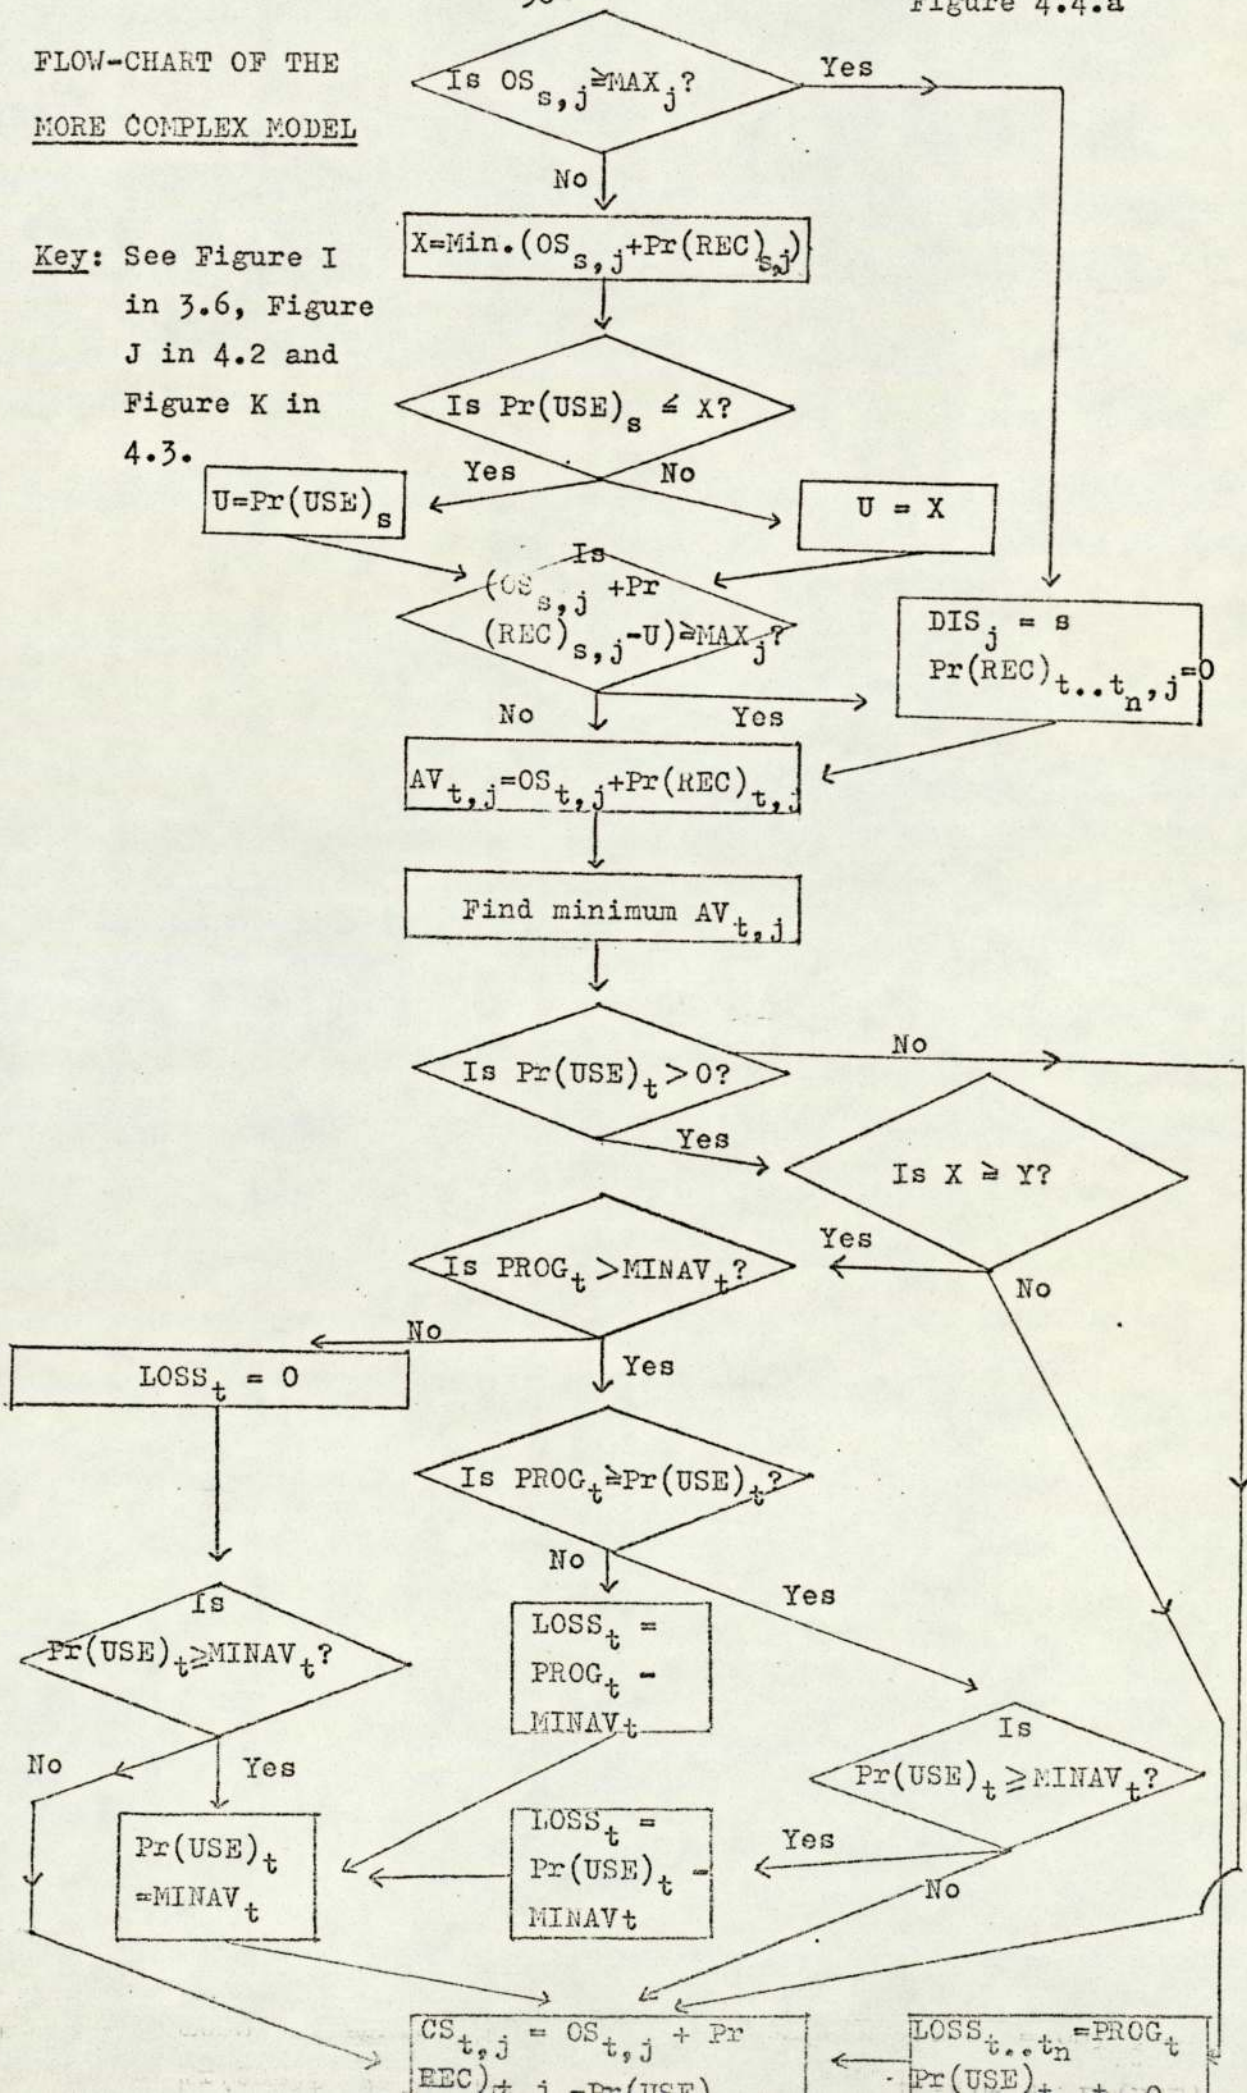 Figure 4.4.a
FLOW-CHART OF THE
MORE COMPLEX MODEL
Key: See Figure I
in 3.6, Figure
J in 4.2 and
Figure K in
4.3.
Is OS s,j ≧MAX j?
Yes
No
X=Min.(OS s,j+Pr(REC) s,j)
Is Pr(USE) s ≦ X?
Yes
No
U=Pr(USE) s
U = X
Is
(OS s,j +Pr
(REC) s,j-U)≧MAX j?
No
Yes
DIS j = s
Pr(REC) t..t n,j=0
AV t,j=OS t,j+Pr(REC) t,j
Find minimum AV t,j
Is Pr(USE) t >0?
No
Yes
Is X ≧ Y?
Yes
No
Is PROG t >MINAV t?
No
Yes
LOSS t = 0
Is PROG t≧Pr(USE) t?
No
Yes
Is
Pr(USE) t≥MINAV t?
No
Yes
LOSS t =
PROG t -
MINAV t
Is
Pr(USE) t ≥MINAV t?
Yes
No
Pr(USE) t
=MINAV t
LOSS t =
Pr(USE) t -
MINAVt
CS t,j = OS t,j + Pr
REC) t,j -Pr(USE)
LOSS t..t n =PROG t
Pr(USE)